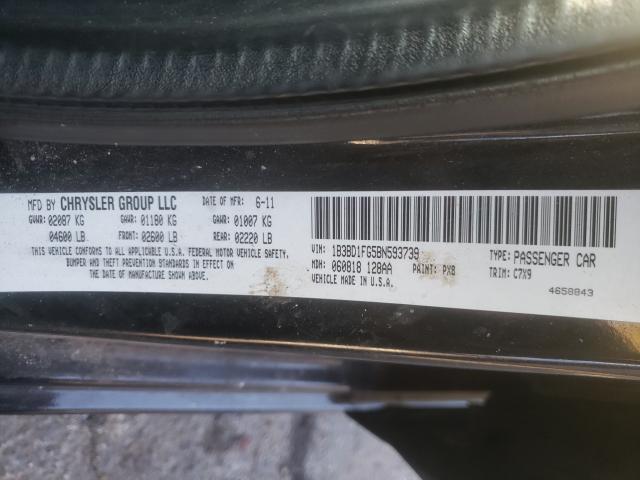 MFD BY CHRYSLER GROUP LLC DATE OF MFR: 6-11
GVWR: 02087 KG GAWR: 01180 KG GAWR: 01007 KG
04600 LB FRONT: 02600 LB REAR: 02220 LB
THIS VEHICLE CONFORMS TO ALL APPLICABLE U.S.A. FEDERAL MOTOR VEHICLE SAFETY,
BUMPER AND THEFT PREVENTION STANDARDS IN EFFECT ON
THE DATE OF MANUFACTURE SHOWN ABOVE.
VIN: 1B3BD1FG5BN593739 TYPE: PASSENGER CAR
MDH: 060818 128AA PAINT: PX8 TRIM: C7X9
VEHICLE MADE IN U.S.A. 4658843